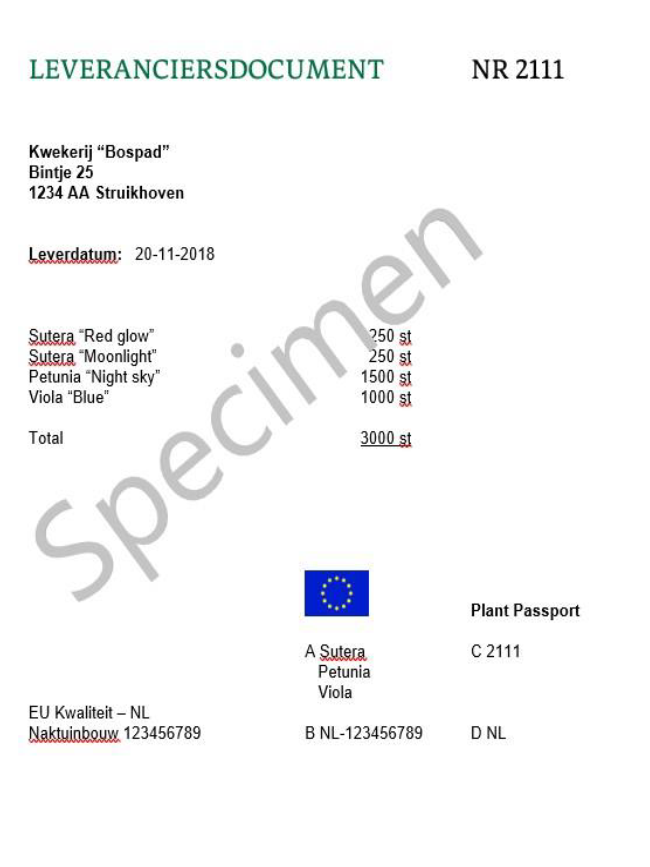 LEVERANCIERSDOCUMENT NR 2111
Kwekerij “Bospad”
Bintje 25
1234 AA Struikhoven
Leverdatum: 20-11-2018
Sutera “Red glow” 250 st
Sutera “Moonlight” 250 st
Petunia “Night sky” 1500 st
Viola “Blue” 1000 st
Total 3000 st
Specimen
Plant Passport
A Sutera C 2111
Petunia
Viola
EU Kwaliteit – NL
Naktuinbouw 123456789 B NL-123456789 D NL